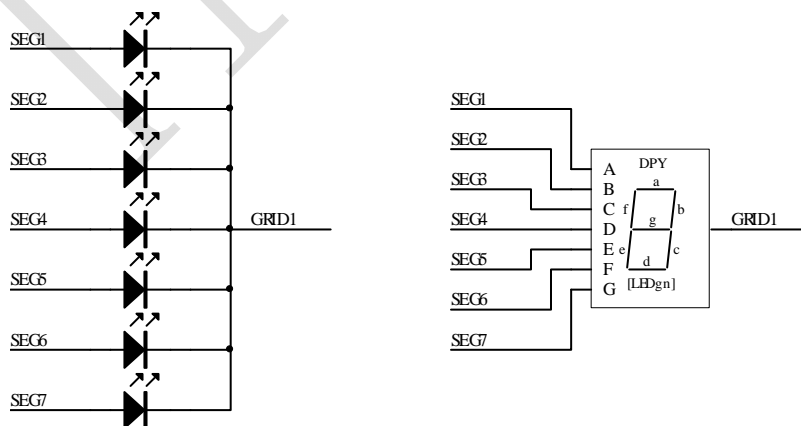 SEG1
SEG2
SEG3
SEG4
SEG5
SEG6
SEG7
GRID1
SEG1
SEG2
SEG3
SEG4
SEG5
SEG6
SEG7
A
B
C
D
E
F
G
DPY
a
f
b
g
e
c
d
[LEDgn]
GRID1